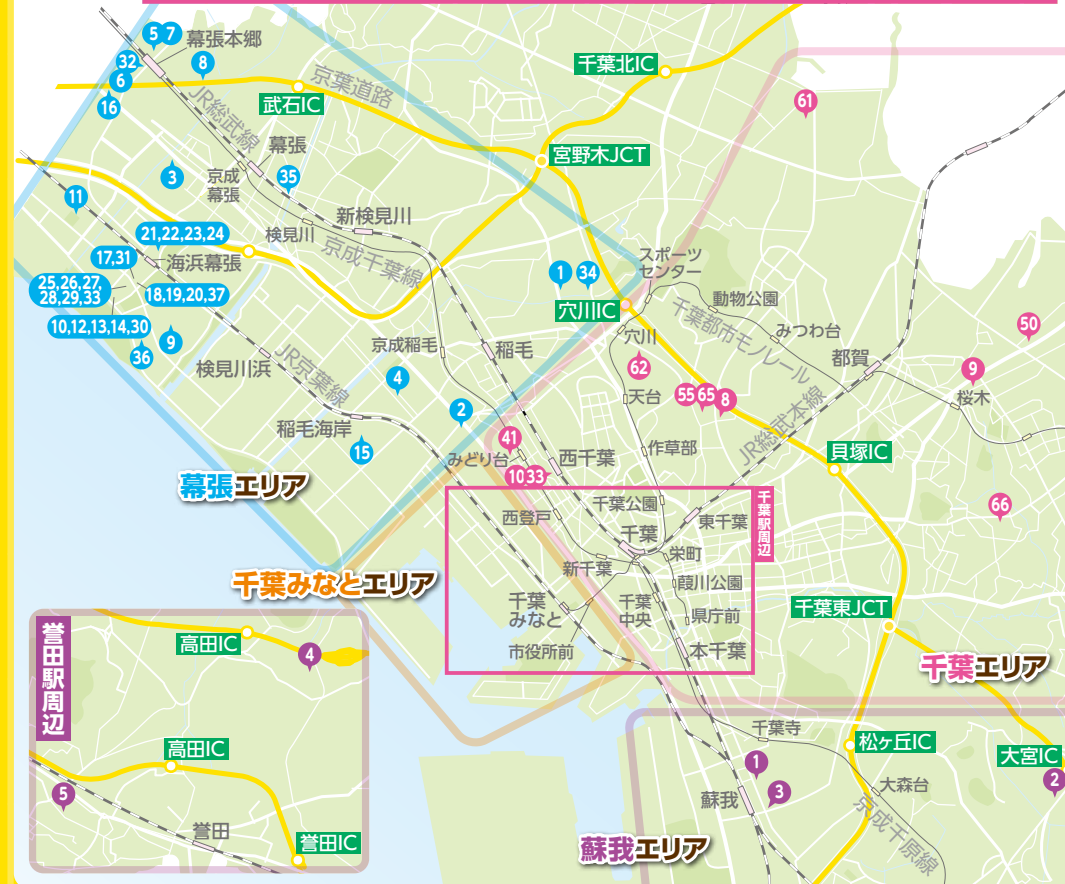 5 7
幕張本郷
32
8
6
16
京葉道路
武石IC
JR総武線
千葉北IC
61
宮野木JCT
幕張
京成
幕張
35
3
11
新検見川
検見川
京成千葉線
21,22,23,24
海浜幕張
17,31
25,26,27,
28,29,33
18,19,20,37
10,12,13,14,30
36
9
検見川浜
JR京葉線
稲毛海岸
15
京成稲毛
4
稲毛
2
1
34
穴川IC
スポーツ
センター
動物公園
千葉都市モノレール
みつわ台
都賀
穴川
62
天台
55
65
8
作草部
JR総武本線
50
9
桜木
貝塚IC
66
41
みどり台
10,33
西千葉
幕張エリア
千葉駅周辺
千葉公園
西登戸
千葉
東千葉
栄町
新千葉
葭川公園
千葉
みなと
千葉
中央
県庁前
市役所前
本千葉
千葉みなとエリア
千葉東JCT
千葉エリア
誉田駅周辺
高田IC
4
高田IC
5
誉田
誉田IC
千葉寺
松ヶ丘IC
大宮IC
2
1
3
蘇我
大森台
京成千原線
蘇我エリア